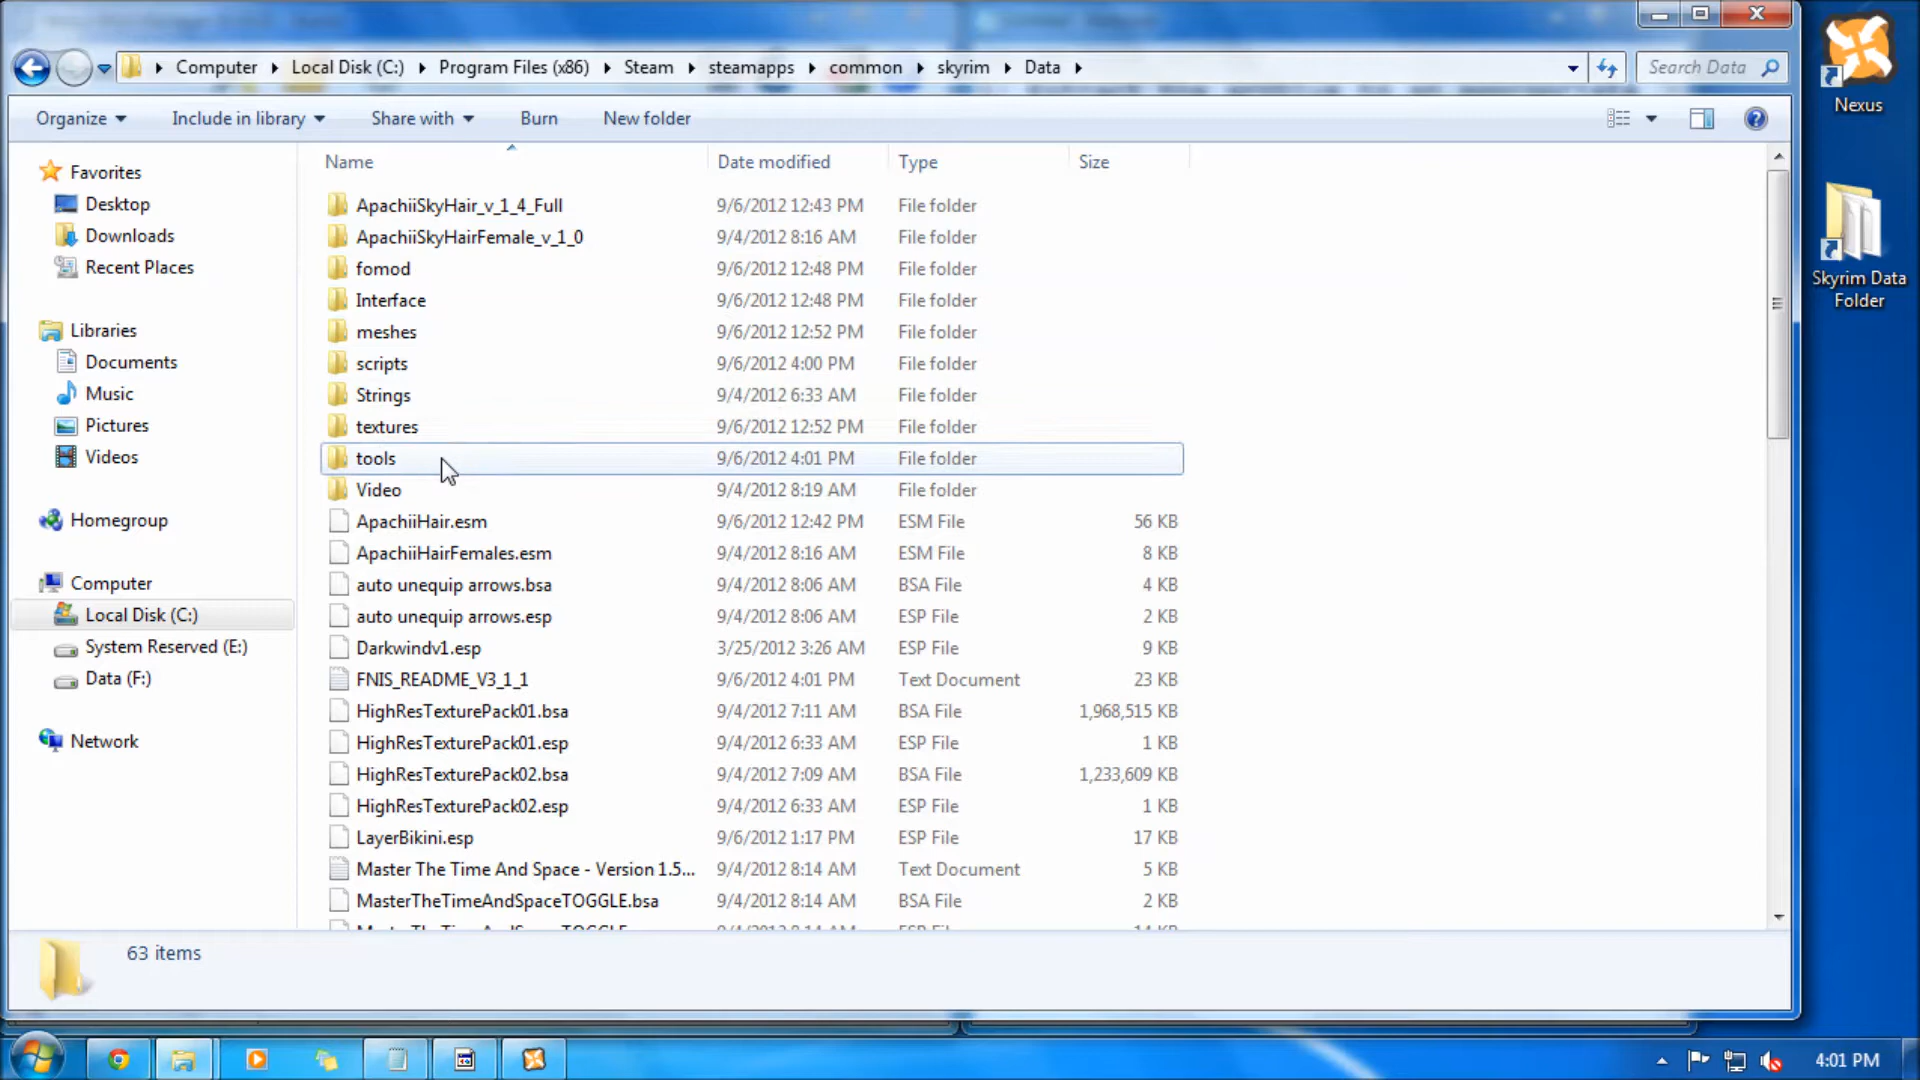 Computer Local Disk (C:) Program Files (x86) Steam steamapps common skyrim Data Search Data
Organize Include in library Share with Burn New folder
Name Date modified Type Size
Favorites
Desktop
Downloads
Recent Places
Libraries
Documents
Music
Pictures
Videos
Homegroup
Computer
Local Disk (C:)
System Reserved (E:)
Data (F:)
Network
ApachiiSkyHair_v_1_4_Full 9/6/2012 12:43 PM File folder
ApachiiSkyHairFemale_v_1_0 9/4/2012 8:16 AM File folder
fomod 9/6/2012 12:48 PM File folder
Interface 9/6/2012 12:48 PM File folder
meshes 9/6/2012 12:52 PM File folder
scripts 9/6/2012 4:00 PM File folder
Strings 9/4/2012 6:33 AM File folder
textures 9/6/2012 12:52 PM File folder
tools 9/6/2012 4:01 PM File folder
Video 9/4/2012 8:19 AM File folder
ApachiiHair.esm 9/6/2012 12:42 PM ESM File 56 KB
ApachiiHairFemales.esm 9/4/2012 8:16 AM ESM File 8 KB
auto unequip arrows.bsa 9/4/2012 8:06 AM BSA File 4 KB
auto unequip arrows.esp 9/4/2012 8:06 AM ESP File 2 KB
Darkwindv1.esp 3/25/2012 3:26 AM ESP File 9 KB
FNIS_README_V3_1_1 9/6/2012 4:01 PM Text Document 23 KB
HighResTexturePack01.bsa 9/4/2012 7:11 AM BSA File 1,968,515 KB
HighResTexturePack01.esp 9/4/2012 6:33 AM ESP File 1 KB
HighResTexturePack02.bsa 9/4/2012 7:09 AM BSA File 1,233,609 KB
HighResTexturePack02.esp 9/4/2012 6:33 AM ESP File 1 KB
LayerBikini.esp 9/6/2012 1:17 PM ESP File 17 KB
Master The Time And Space - Version 1.5... 9/4/2012 8:14 AM Text Document 5 KB
MasterTheTimeAndSpaceTOGGLE.bsa 9/4/2012 8:14 AM BSA File 2 KB
63 items
Nexus
Skyrim Data
Folder
4:01 PM